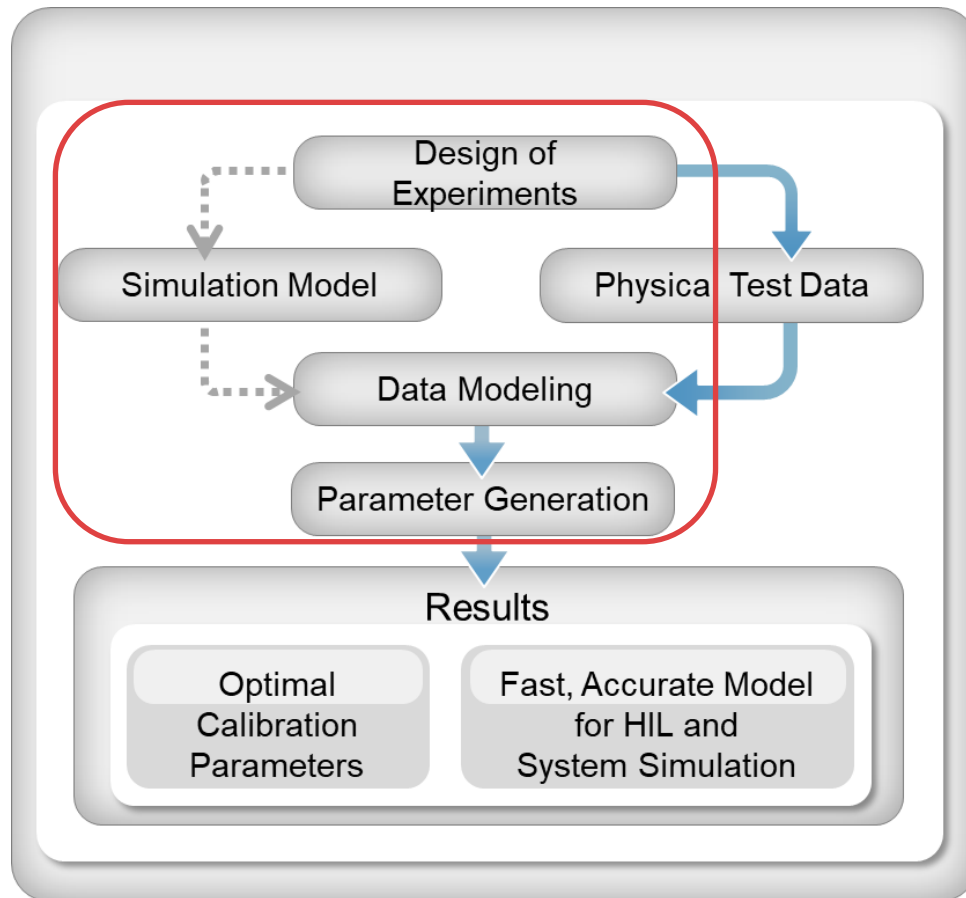 Design of
Experiments
Simulation Model
Physical Test Data
Data Modeling
Parameter Generation
Results
Optimal
Calibration
Parameters
Fast, Accurate Model
for HIL and
System Simulation